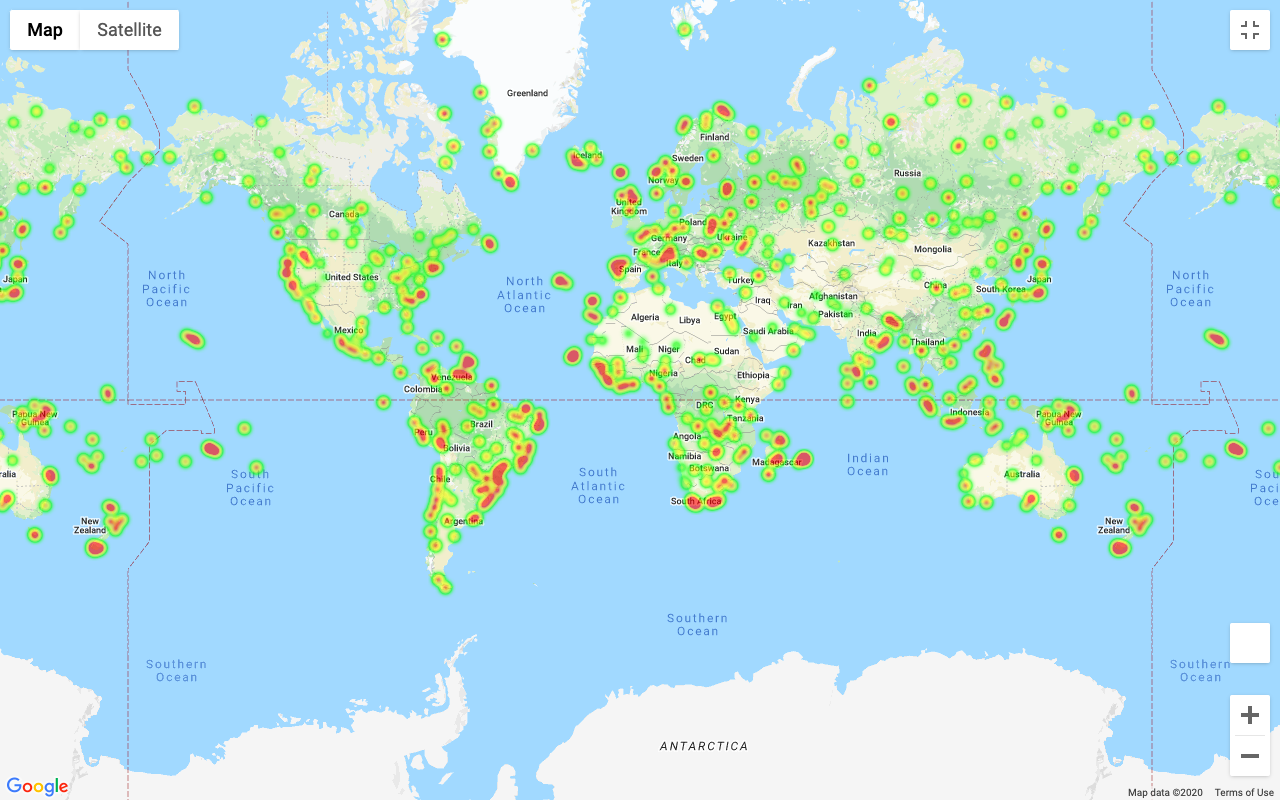 Map Satellite
Greenland
Iceland
Finland
Sweden
Norway
Russia
United
Kingdom
Canada
Poland
Germany
Ukraine
Kazakhstan
Mongolia
France
Italy
Spain
United States
Japan
Japan
North
Pacific
Ocean
North
Atlantic
Ocean
North
Pacific
Ocean
Turkey
China
South Korea
Iraq
Iran
Afghanistan
Pakistan
Algeria
Libya
Egypt
Saudi Arabia
India
Thailand
Mexico
Mali
Niger
Chad
Sudan
Nigeria
Ethiopia
Venezuela
Colombia
Kenya
DRC
Tanzania
Indonesia
Papua New
Guinea
Papua New
Guinea
Peru
Brazil
Bolivia
Angola
Namibia
Botswana
Madagascar
Indian
Ocean
Australia
ralia
South
Pacific
Ocean
South
Atlantic
Ocean
Sou
Paci
Oce
Chile
Argentina
South Africa
New
Zealand
New
Zealand
Southern
Ocean
Southern
Ocean
Southern
Ocean
ANTARCTICA
Google
Map data ©2020 Terms of Use